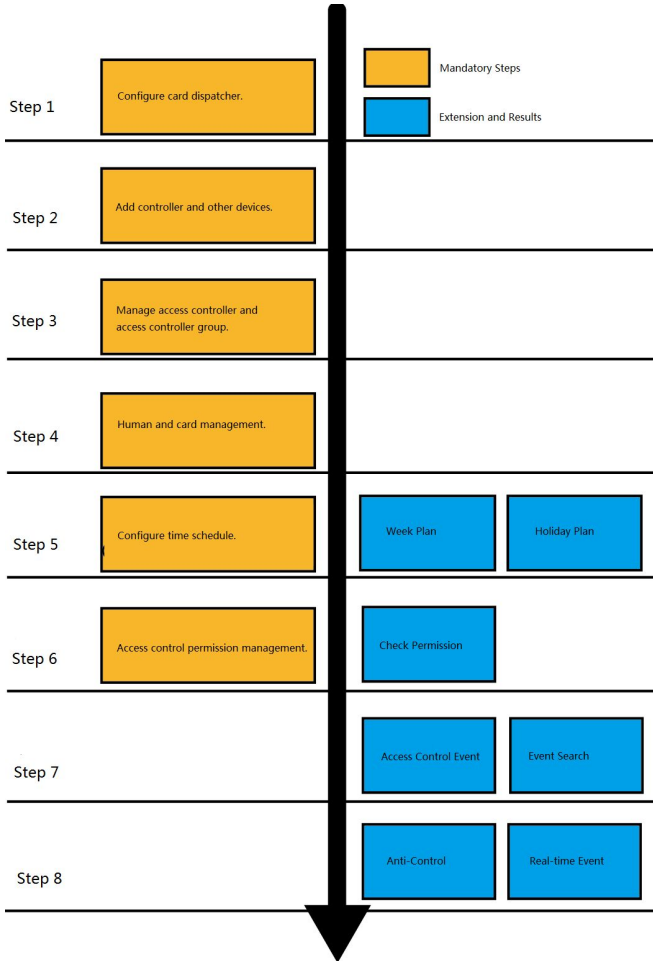 Mandatory Steps
Configure card dispatcher.
Step 1
Extension and Results
Step 2
Add controller and other devices.
Step 3
Manage access controller and
access controller group.
Step 4
Human and card management.
Step 5
Configure time schedule.
Week Plan
Holiday Plan
Step 6
Access control permission management.
Check Permission
Step 7
Access Control Event
Event Search
Step 8
Anti-Control
Real-time Event